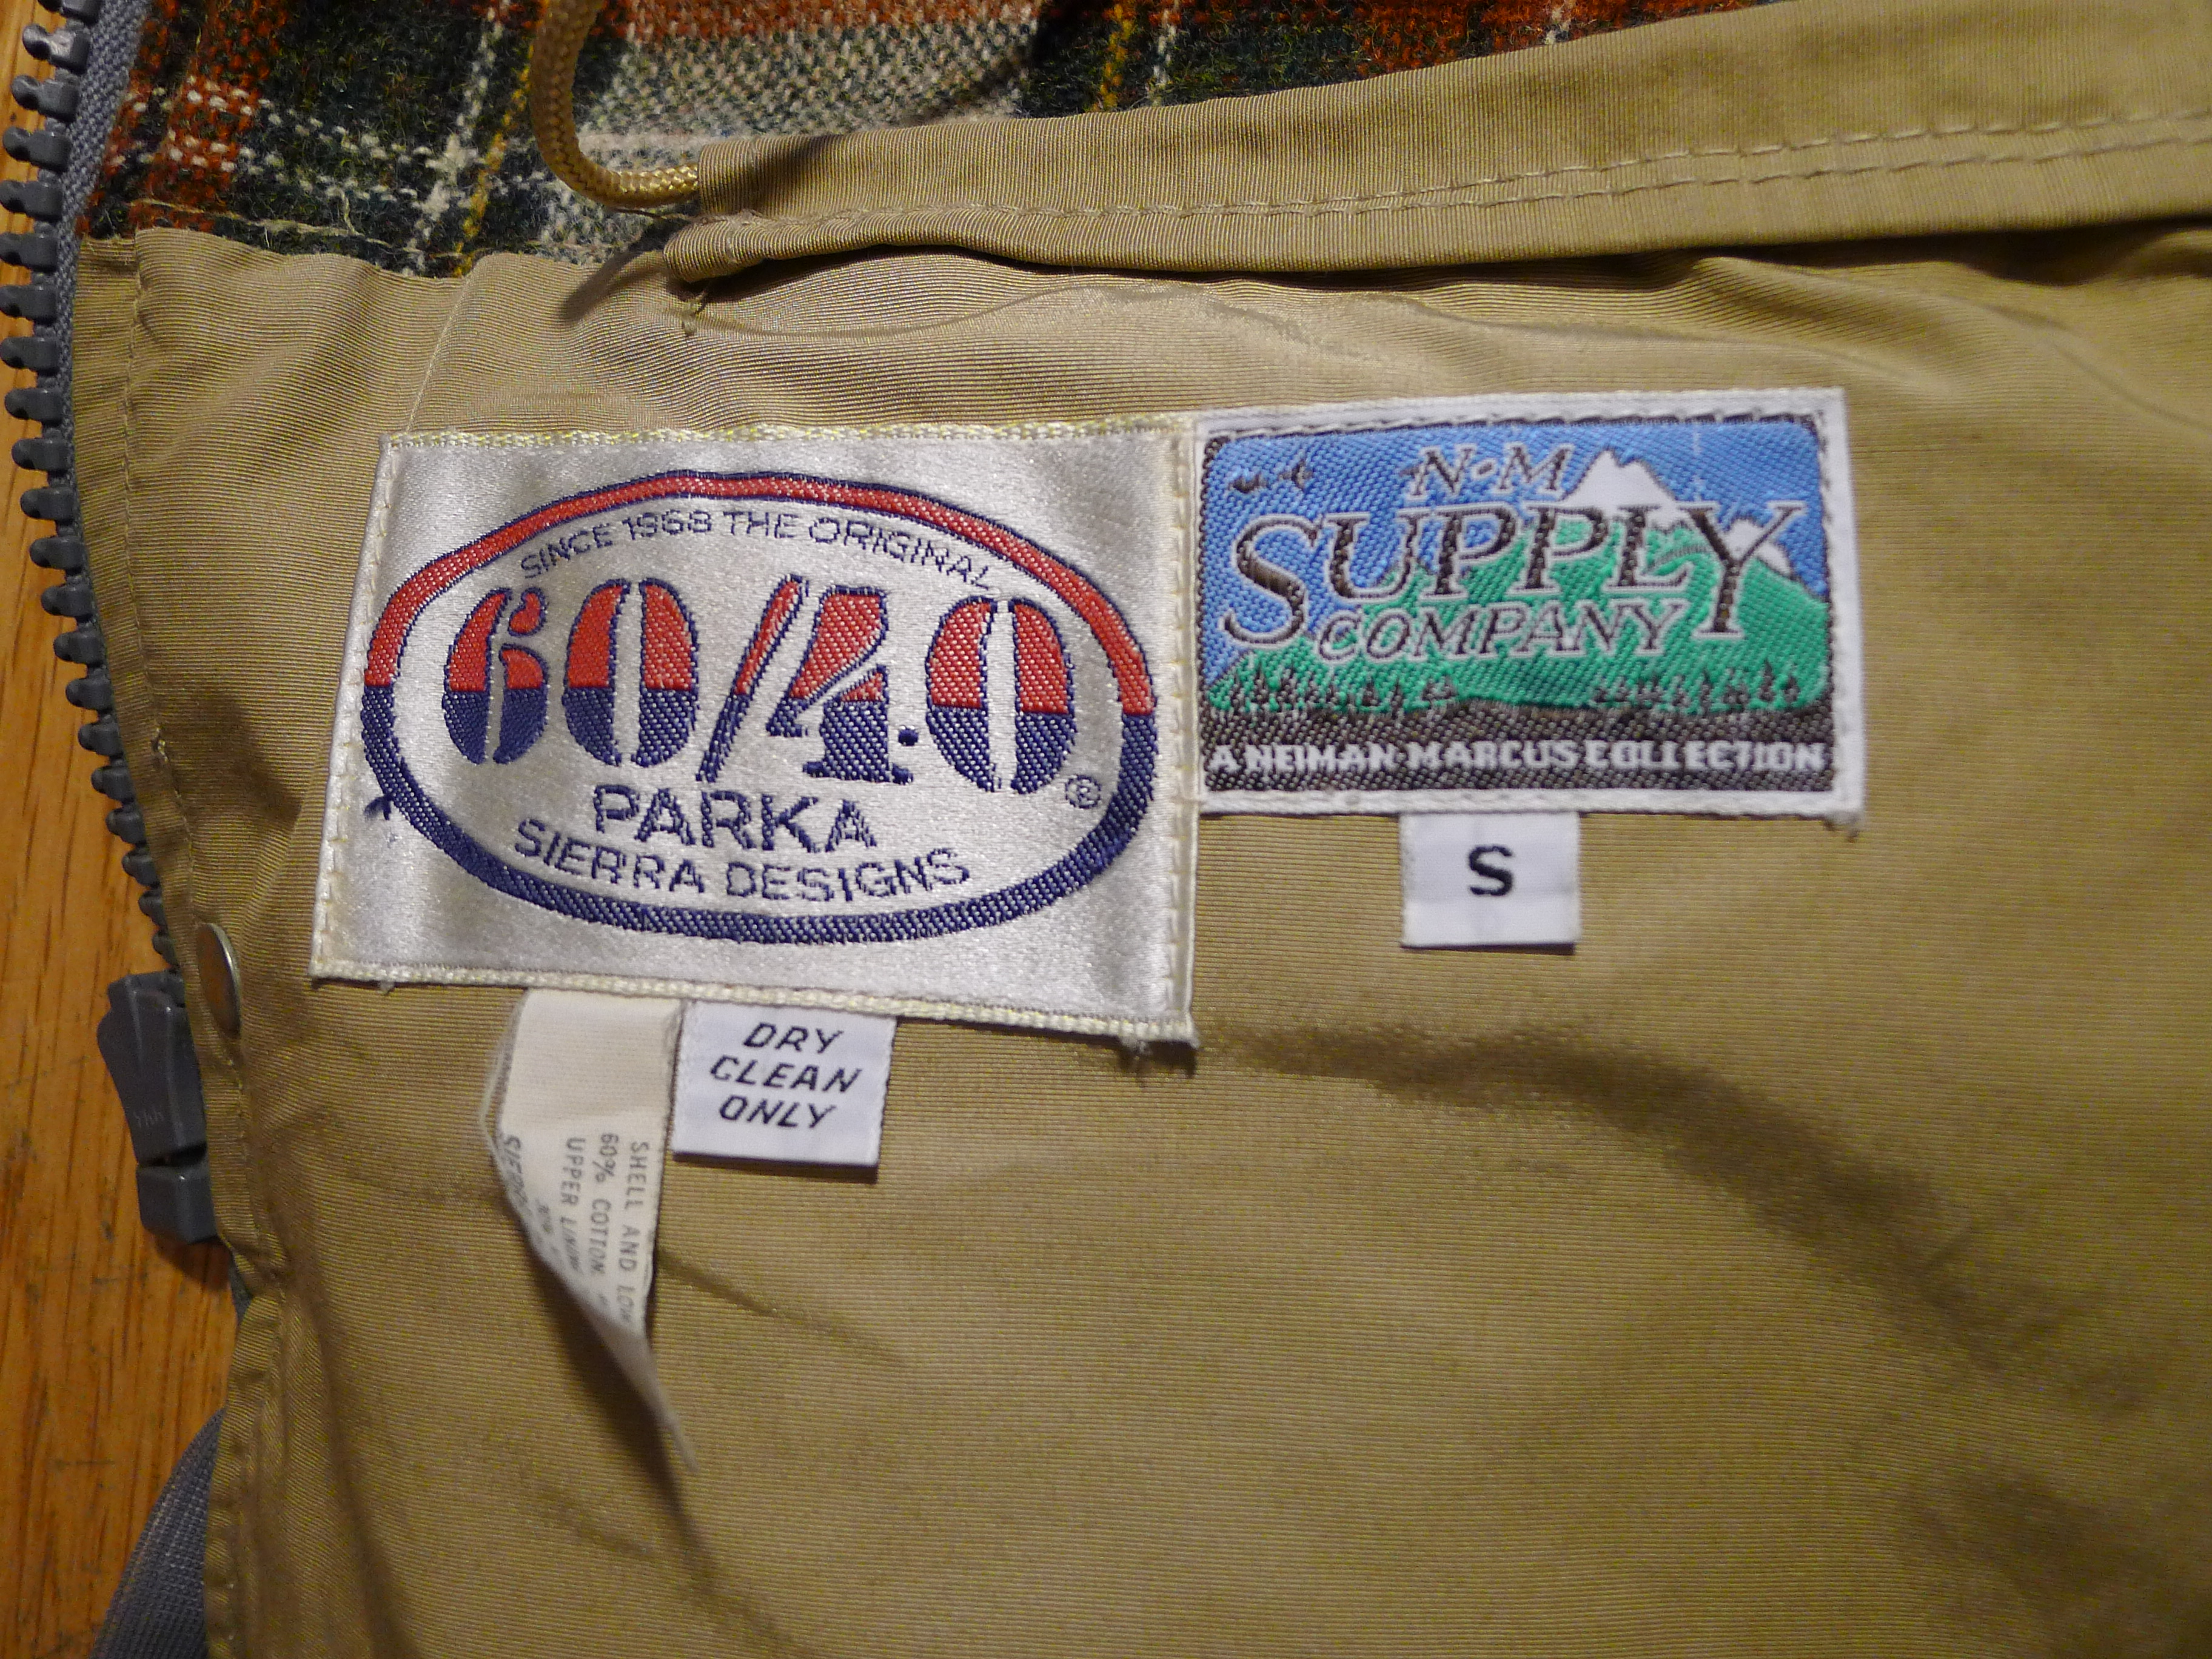 SINCE 1968 THE ORIGINAL
60/40®
PARKA
SIERRA DESIGNS
N·M
SUPPLY
COMPANY
A NEIMAN-MARCUS COLLECTION
S
DRY
CLEAN
ONLY
SHELL AND
60% COTTON
UPPER